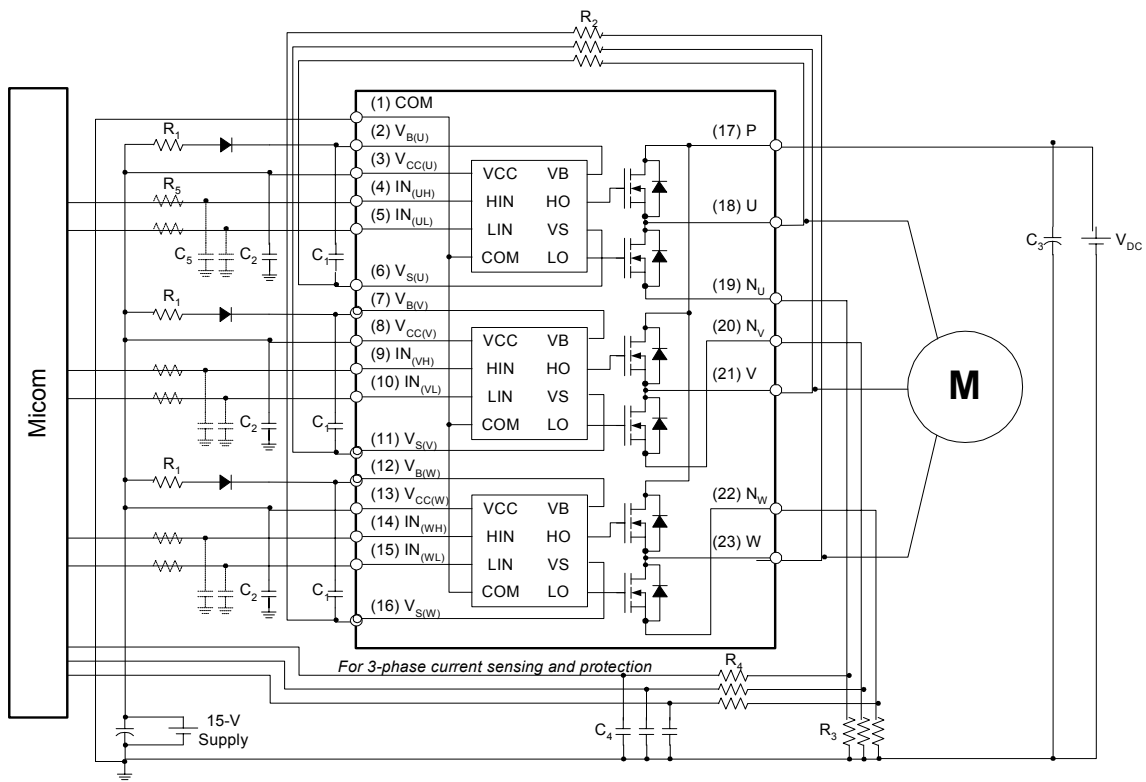 R2
Micom
R1
R5
C5
C2
C1
R1
C2
C1
R1
C2
C1
15-V
Supply
(1) COM
(2) VB(U)
(3) VCC(U)
(4) IN(UH)
(5) IN(UL)
(6) VS(U)
(7) VB(V)
(8) VCC(V)
(9) IN(VH)
(10) IN(VL)
(11) VS(V)
(12) VB(W)
(13) VCC(W)
(14) IN(WH)
(15) IN(WL)
(16) VS(W)
VCC VB
HIN HO
LIN VS
COM LO
VCC VB
HIN HO
LIN VS
COM LO
VCC VB
HIN HO
LIN VS
COM LO
(17) P
(18) U
(19) NU
(20) NV
(21) V
(22) NW
(23) W
C3
VDC
M
For 3-phase current sensing and protection
R4
C4
R3